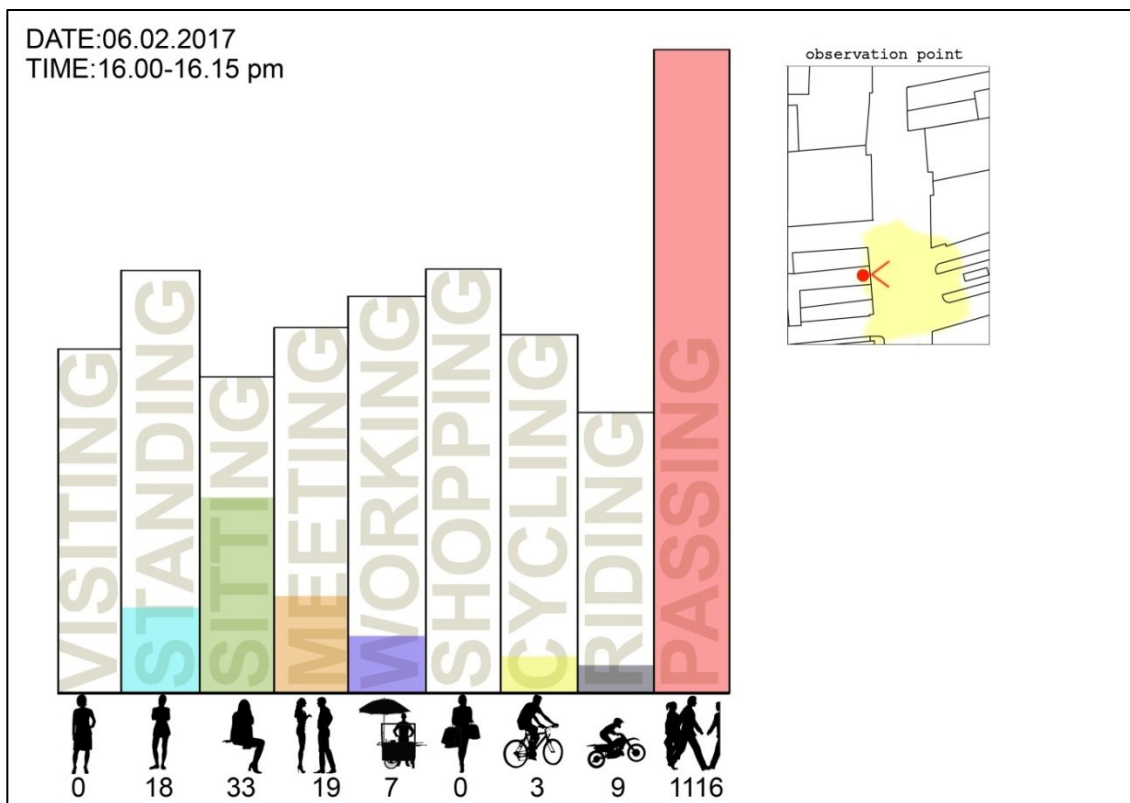 DATE:06.02.2017
TIME:16.00-16.15 pm
observation point
VISITING
STANDING
SITTING
MEETING
WORKING
SHOPPING
CYCLING
RIDING
PASSING
0 18 33 19 7 0 3 9 1116